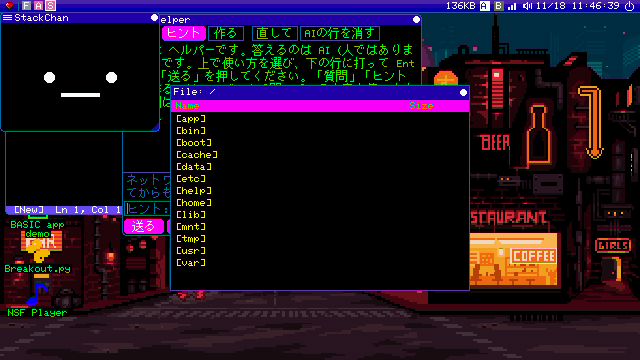 F A S
136KB A B 11/18 11:46:39
StackChan
elper
ヒント 作る 直して AIの行を消す
ヘルパーです。答えるのは AI (人ではありま
です。上で使い方を選び、下の行に打って Ent
「送る」を押してください。「質問」「ヒント
File: /
Name Size
[app]
[bin]
[boot]
[cache]
[data]
[etc]
[help]
[home]
[lib]
[mnt]
[tmp]
[usr]
[var]
ネットワ
てからも
ヒント:
送る
[New] Ln 1, Col 1
BASIC app
demo
Breakout.py
NSF Player
BEER
STAURANT
COFFEE
GIRLS